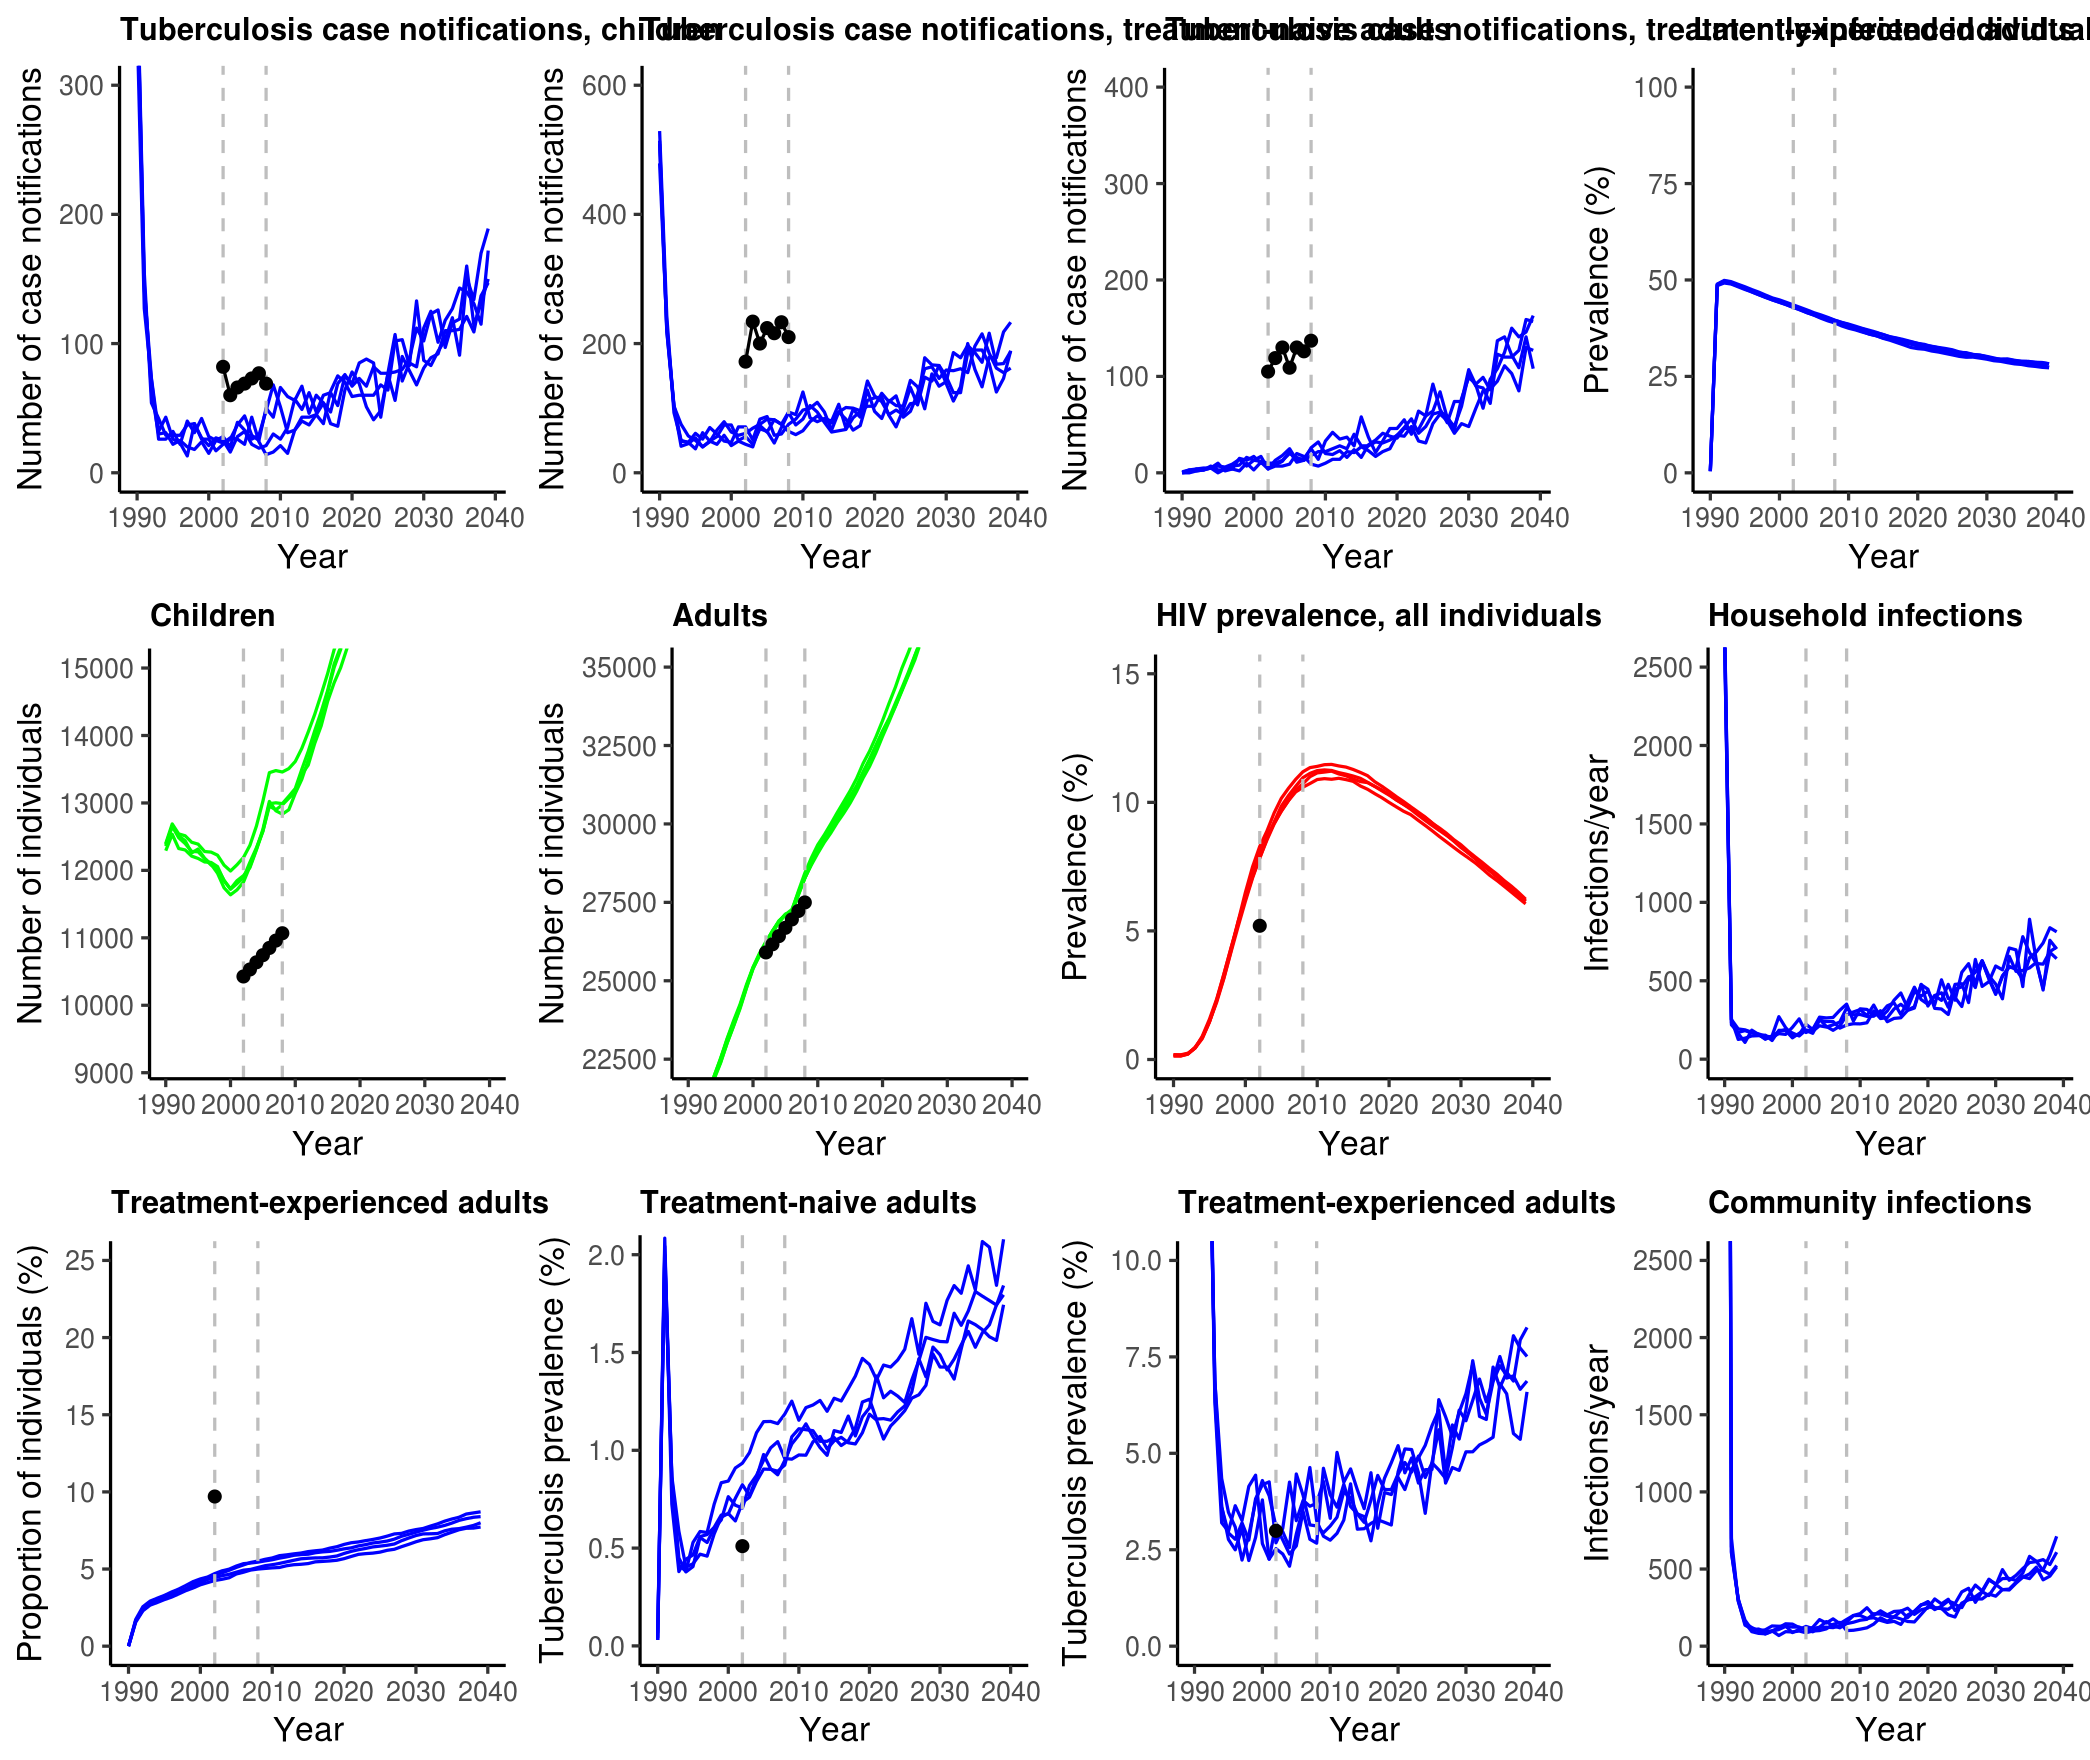 Tuberculosis case notifications, children
Tuberculosis case notifications, treatment-naive adults
Tuberculosis case notifications, treatment-experienced adults
Latently-infected individuals
Number of case notifications
300
200
100
0
1990 2000 2010 2020 2030 2040
Year
Number of case notifications
600
400
200
0
1990 2000 2010 2020 2030 2040
Year
Number of case notifications
400
300
200
100
0
1990 2000 2010 2020 2030 2040
Year
Prevalence (%)
100
75
50
25
0
1990 2000 2010 2020 2030 2040
Year
Children
Number of individuals
15000
14000
13000
12000
11000
10000
9000
1990 2000 2010 2020 2030 2040
Year
Adults
Number of individuals
35000
32500
30000
27500
25000
22500
1990 2000 2010 2020 2030 2040
Year
HIV prevalence, all individuals
Prevalence (%)
15
10
5
0
1990 2000 2010 2020 2030 2040
Year
Household infections
Infections/year
2500
2000
1500
1000
500
0
1990 2000 2010 2020 2030 2040
Year
Treatment-experienced adults
Proportion of individuals (%)
25
20
15
10
5
0
1990 2000 2010 2020 2030 2040
Year
Treatment-naive adults
Tuberculosis prevalence (%)
2.0
1.5
1.0
0.5
0.0
1990 2000 2010 2020 2030 2040
Year
Treatment-experienced adults
Tuberculosis prevalence (%)
10.0
7.5
5.0
2.5
0.0
1990 2000 2010 2020 2030 2040
Year
Community infections
Infections/year
2500
2000
1500
1000
500
0
1990 2000 2010 2020 2030 2040
Year